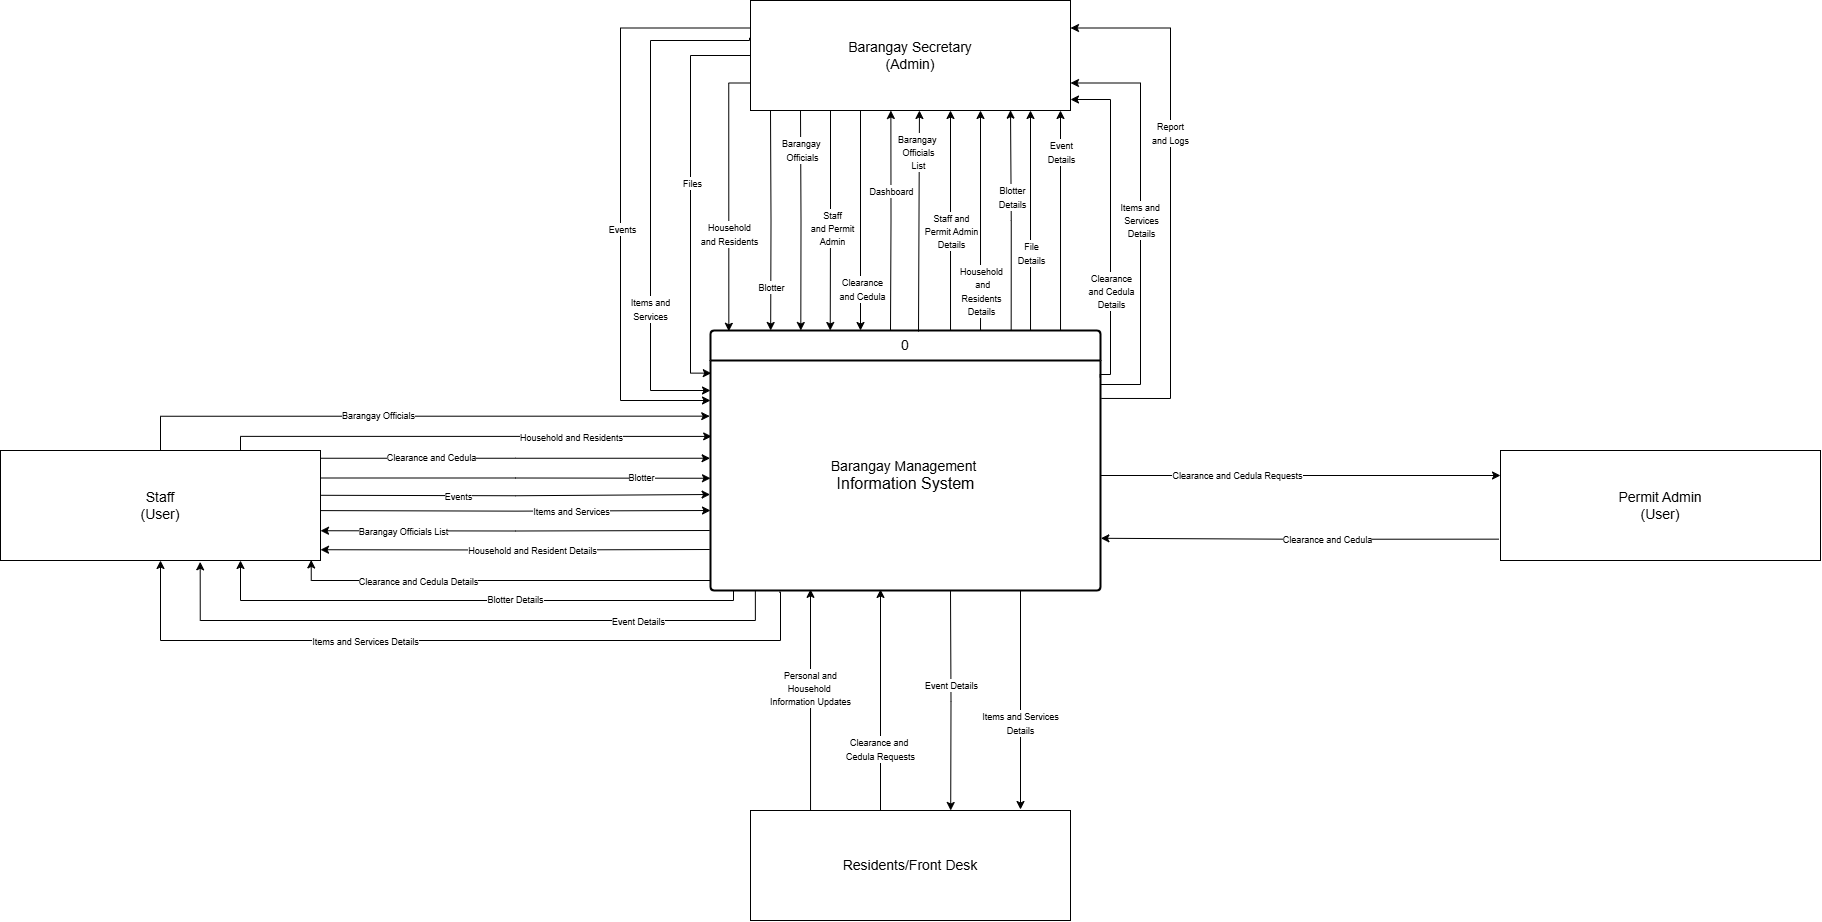 Barangay Secretary
(Admin)
Report
and Logs
Barangay
Officials
Barangay
Officials
List
Event
Details
Files
Dashboard
Blotter
Details
Items and
Services
Details
Events
Household
and Residents
Staff
and Permit
Admin
Staff and
Permit Admin
Details
File
Details
Items and
Services
Blotter
Clearance
and Cedula
Household
and
Residents
Details
Clearance
and Cedula
Details
0
Barangay Management
Information System
Barangay Officials
Household and Residents
Clearance and Cedula
Blotter
Events
Items and Services
Barangay Officials List
Household and Resident Details
Clearance and Cedula Details
Blotter Details
Event Details
Items and Services Details
Staff
(User)
Clearance and Cedula Requests
Clearance and Cedula
Permit Admin
(User)
Personal and
Household
Information Updates
Clearance and
Cedula Requests
Event Details
Items and Services
Details
Residents/Front Desk